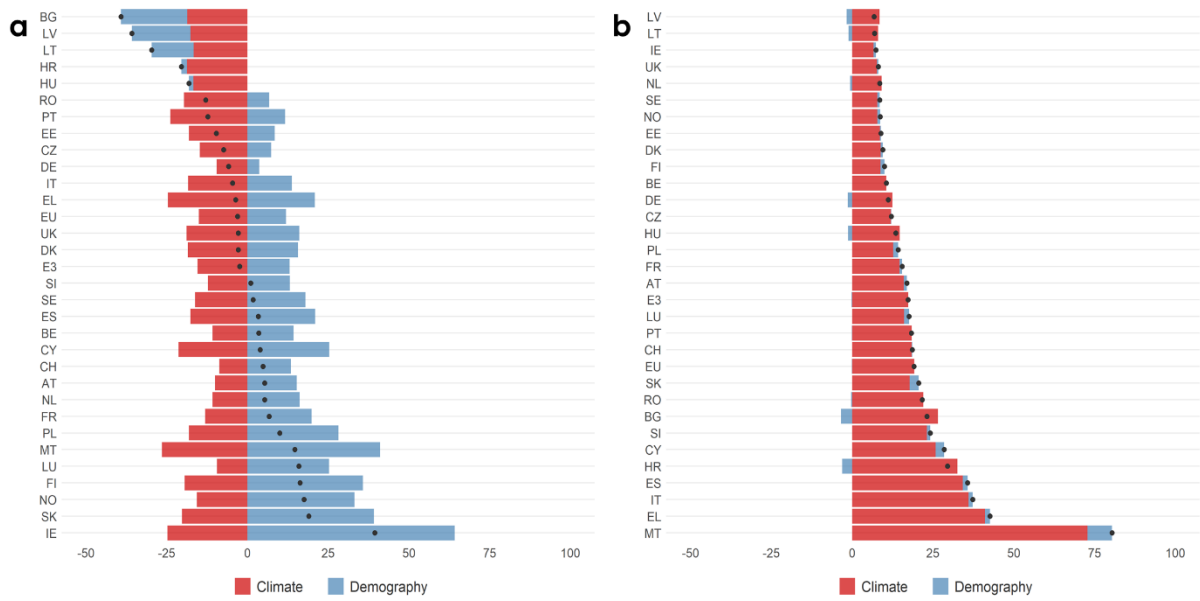 a
BG
LV
LT
HR
HU
RO
PT
EE
CZ
DE
IT
EL
EU
UK
DK
E3
SI
SE
ES
BE
CY
CH
AT
NL
FR
PL
MT
LU
FI
NO
SK
IE
-50 -25 0 25 50 75 100
Climate Demography
b
LV
LT
IE
UK
NL
SE
NO
EE
DK
FI
BE
DE
CZ
HU
PL
FR
AT
E3
LU
PT
CH
EU
SK
RO
BG
SI
CY
HR
ES
IT
EL
MT
-50 -25 0 25 50 75 100
Climate Demography